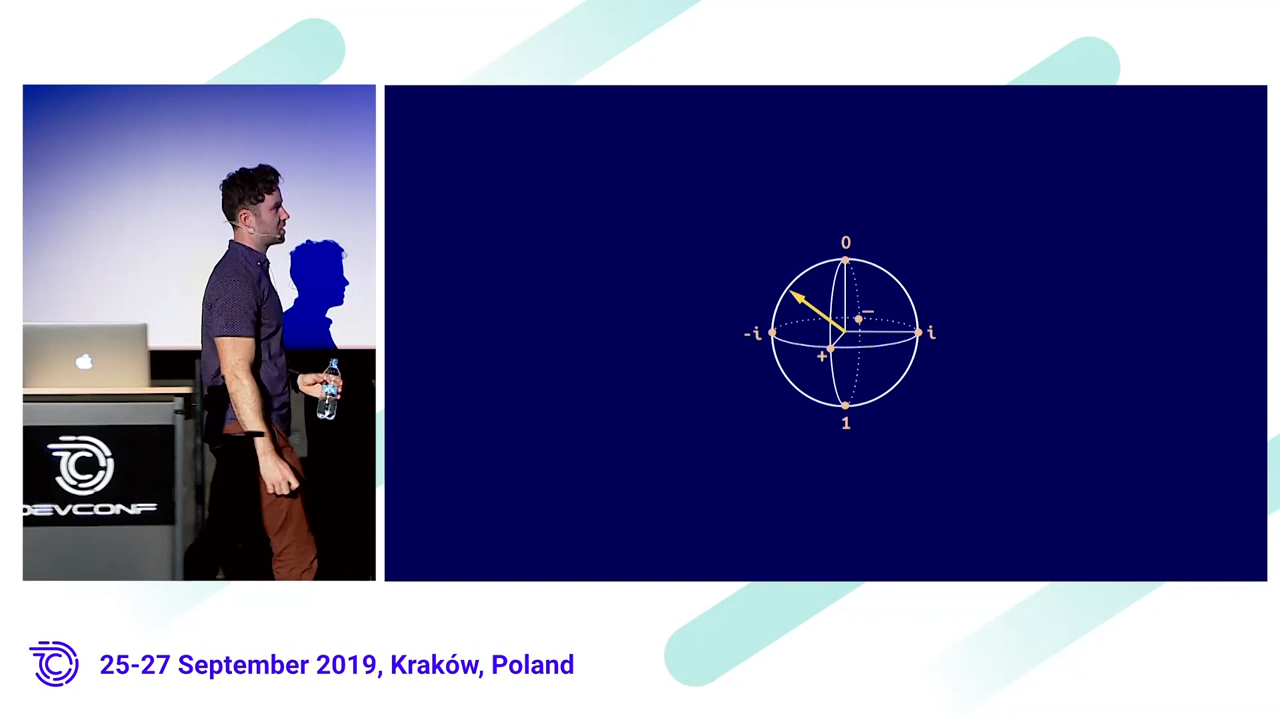 0
–
-i
i
+
1
DEVCONF
25-27 September 2019, Kraków, Poland